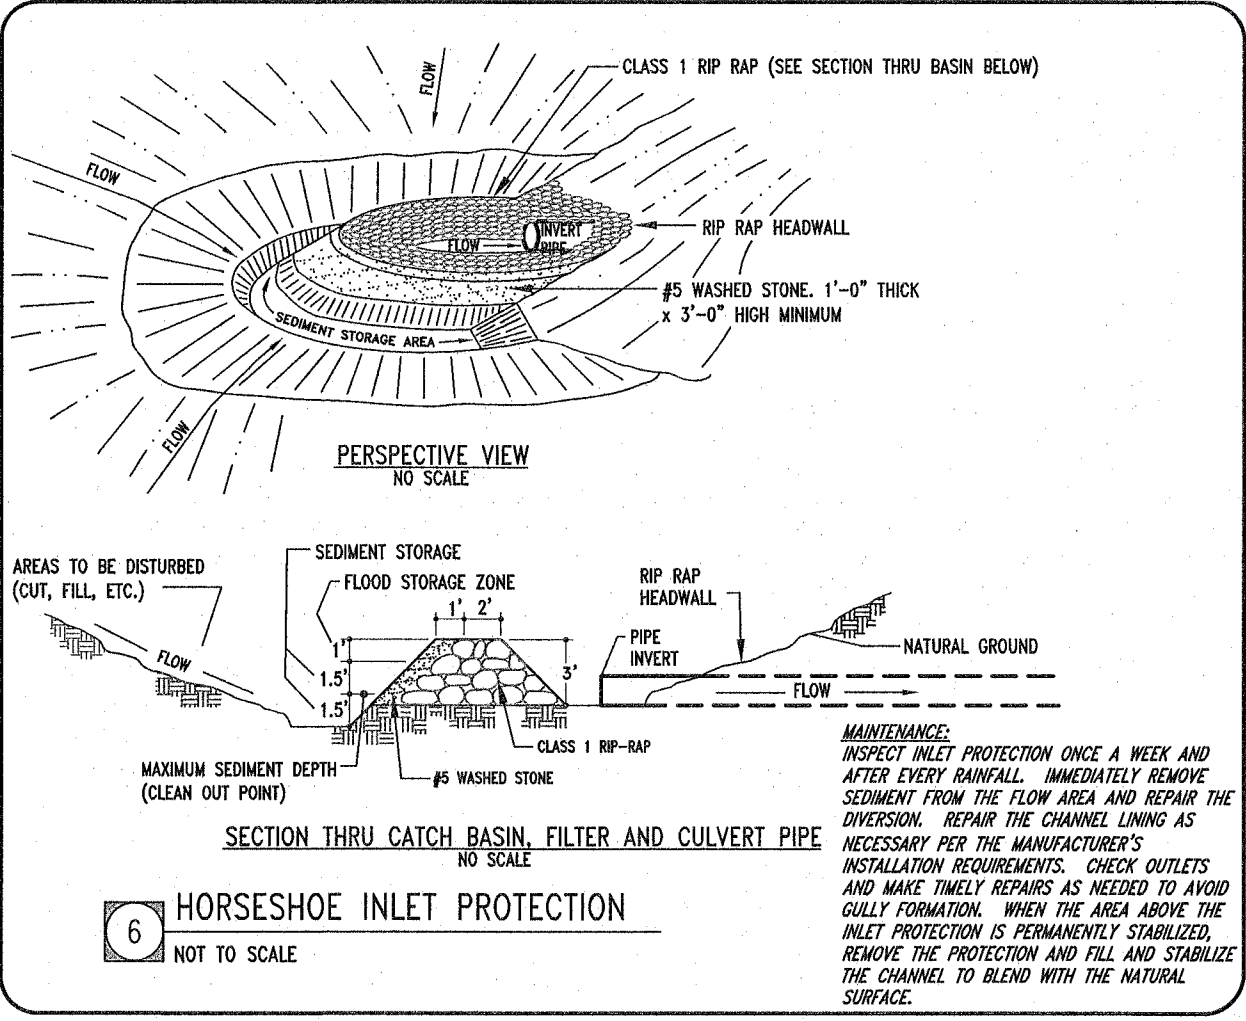 CLASS 1 RIP RAP (SEE SECTION THRU BASIN BELOW)
FLOW
FLOW
RIP RAP HEADWALL
INVERT
PIPE
FLOW
#5 WASHED STONE. 1'-0" THICK
x 3'-0" HIGH MINIMUM
SEDIMENT STORAGE AREA
FLOW
PERSPECTIVE VIEW
NO SCALE
AREAS TO BE DISTURBED
(CUT, FILL, ETC.)
SEDIMENT STORAGE
FLOOD STORAGE ZONE
1'
2'
1'
1.5'
1.5'
3'
FLOW
RIP RAP
HEADWALL
PIPE
INVERT
NATURAL GROUND
FLOW
CLASS 1 RIP-RAP
MAXIMUM SEDIMENT DEPTH
(CLEAN OUT POINT)
#5 WASHED STONE
SECTION THRU CATCH BASIN, FILTER AND CULVERT PIPE
NO SCALE
6
HORSESHOE INLET PROTECTION
NOT TO SCALE
MAINTENANCE:
INSPECT INLET PROTECTION ONCE A WEEK AND
AFTER EVERY RAINFALL. IMMEDIATELY REMOVE
SEDIMENT FROM THE FLOW AREA AND REPAIR THE
DIVERSION. REPAIR THE CHANNEL LINING AS
NECESSARY PER THE MANUFACTURER'S
INSTALLATION REQUIREMENTS. CHECK OUTLETS
AND MAKE TIMELY REPAIRS AS NEEDED TO AVOID
GULLY FORMATION. WHEN THE AREA ABOVE THE
INLET PROTECTION IS PERMANENTLY STABILIZED,
REMOVE THE PROTECTION AND FILL AND STABILIZE
THE CHANNEL TO BLEND WITH THE NATURAL
SURFACE.